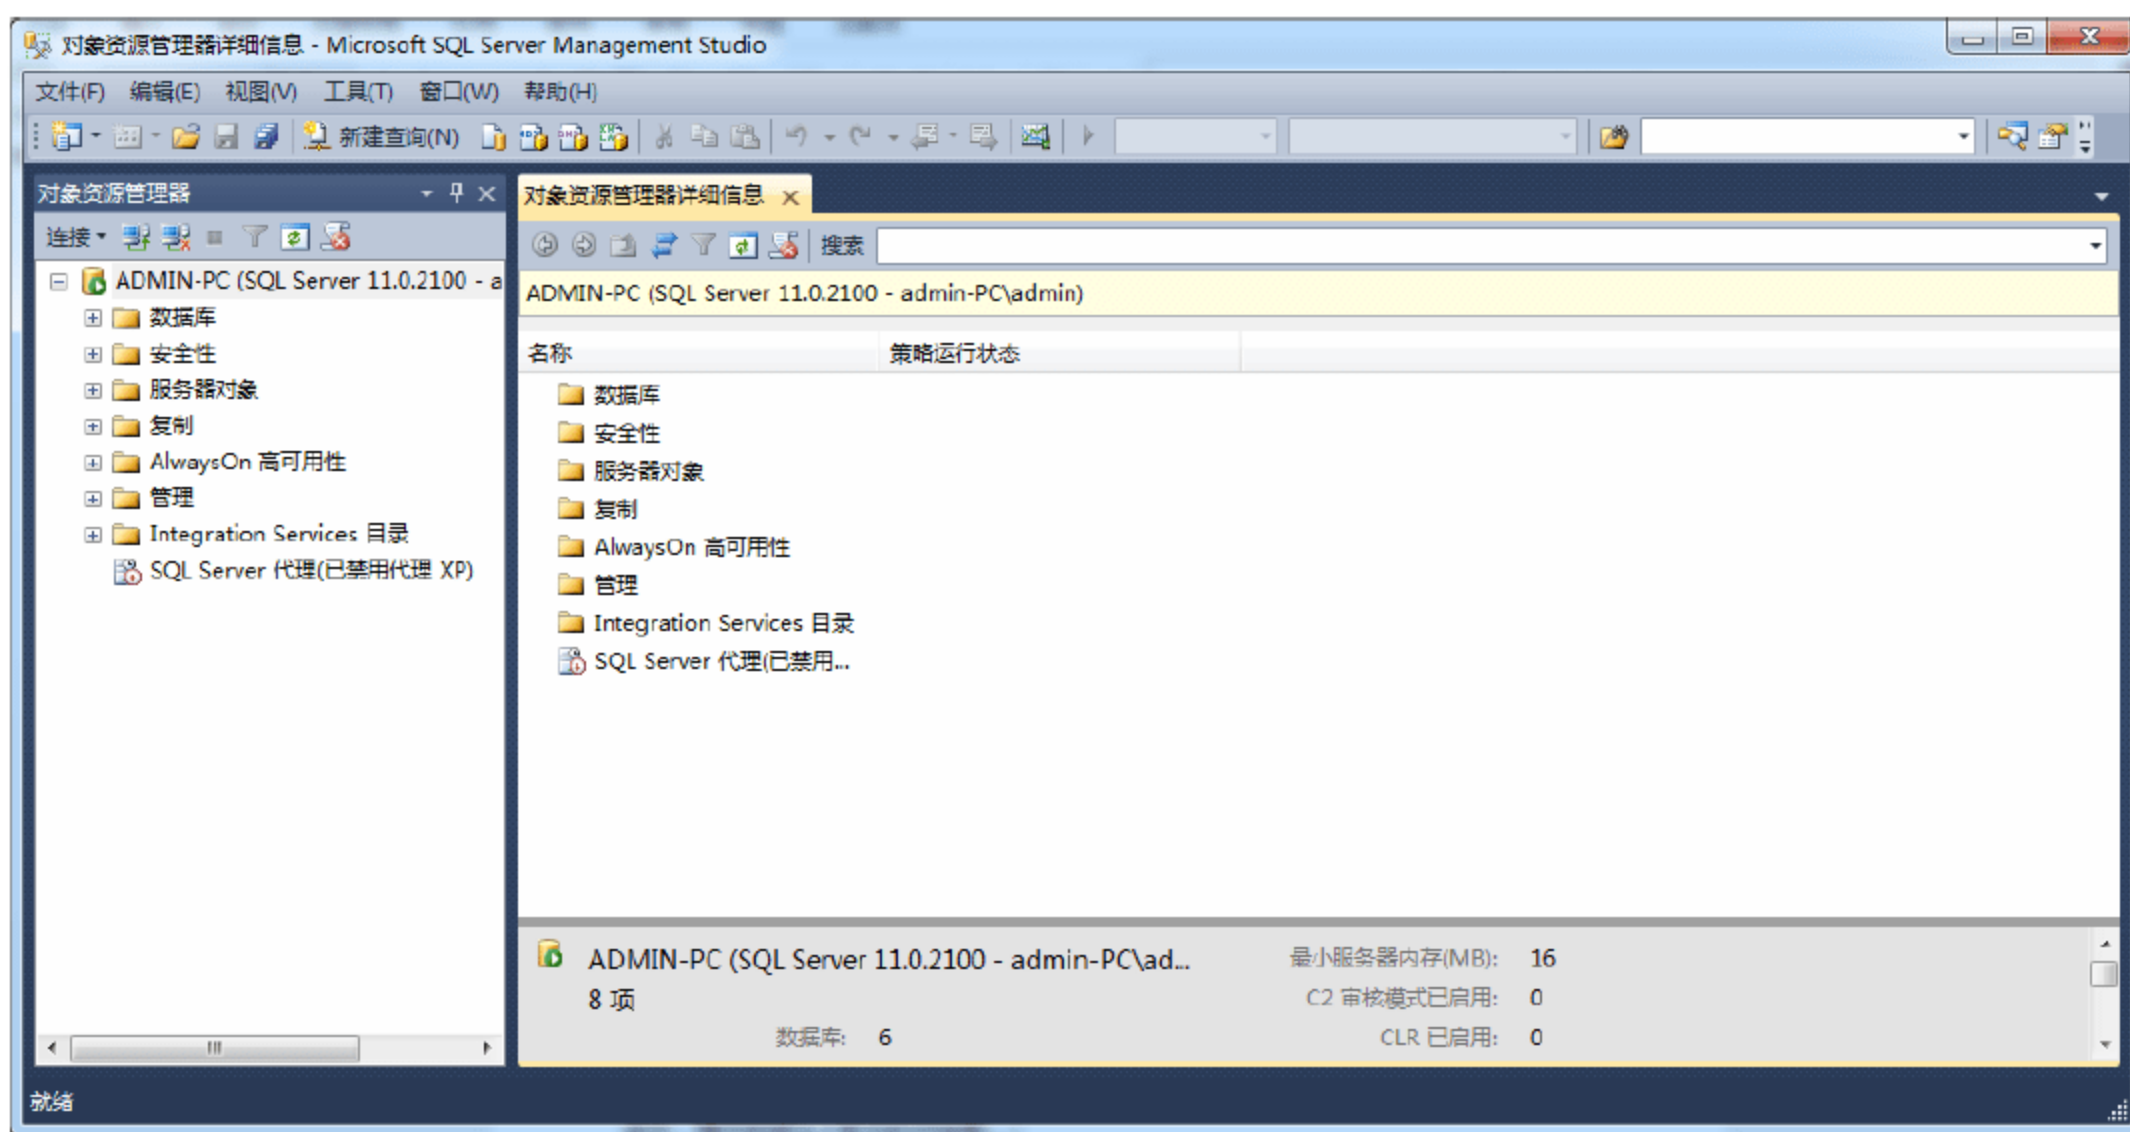 对象资源管理器详细信息 - Microsoft SQL Server Management Studio
文件(F) 编辑(E) 视图(V) 工具(T) 窗口(W) 帮助(H)
新建查询(N)
对象资源管理器
连接
ADMIN-PC (SQL Server 11.0.2100 - a
数据库
安全性
服务器对象
复制
AlwaysOn 高可用性
管理
Integration Services 目录
SQL Server 代理(已禁用代理 XP)
对象资源管理器详细信息
搜索
ADMIN-PC (SQL Server 11.0.2100 - admin-PC\admin)
名称 策略运行状态
数据库
安全性
服务器对象
复制
AlwaysOn 高可用性
管理
Integration Services 目录
SQL Server 代理(已禁用...
ADMIN-PC (SQL Server 11.0.2100 - admin-PC\ad...
8 项
数据库: 6
最小服务器内存(MB): 16
C2 审核模式已启用: 0
CLR 已启用: 0
就绪